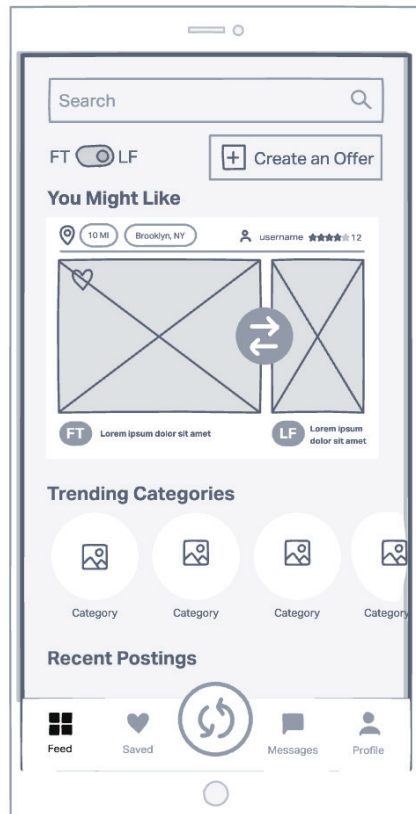 Search
FT LF
Create an Offer
You Might Like
10 MI
Brooklyn, NY
username
12
FT
Lorem ipsum dolor sit amet
LF
Lorem ipsum
dolor sit amet
Trending Categories
Category
Category
Category
Category
Recent Postings
Feed
Saved
Messages
Profile